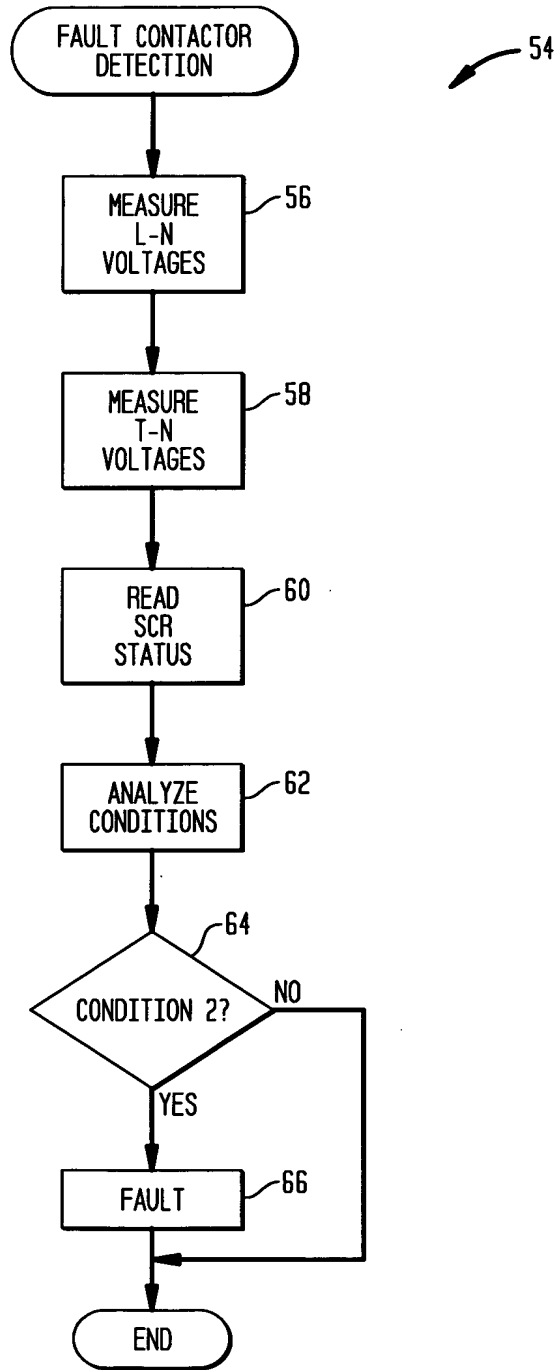 FAULT CONTACTOR
DETECTION
54
MEASURE
L-N
VOLTAGES
56
MEASURE
T-N
VOLTAGES
58
READ
SCR
STATUS
60
ANALYZE
CONDITIONS
62
64
CONDITION 2?
NO
YES
FAULT
66
END